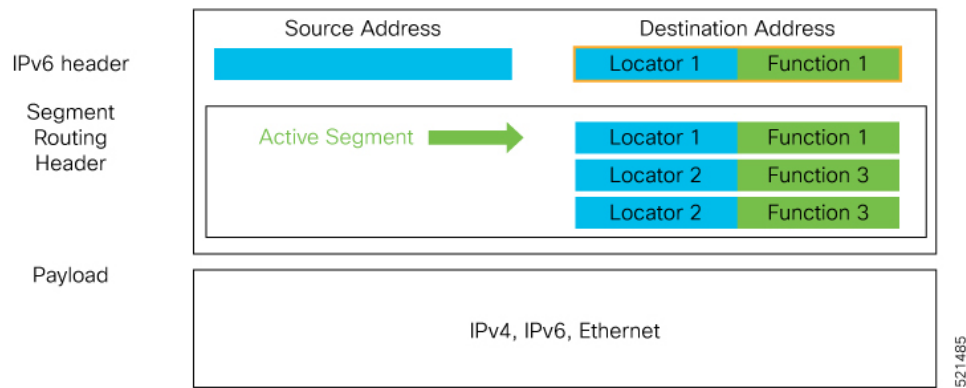 Source Address
Destination Address
IPv6 header
Locator 1
Function 1
Segment
Routing
Header
Active Segment
Locator 1
Function 1
Locator 2
Function 3
Locator 2
Function 3
Payload
IPv4, IPv6, Ethernet
521485